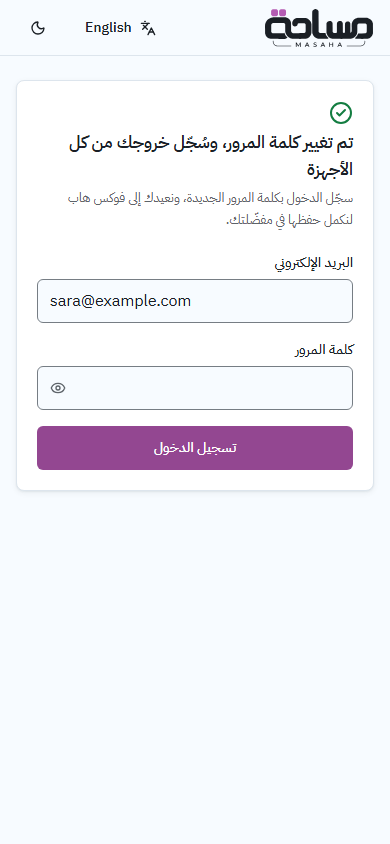 مساحة
MASAHA
English
تم تغيير كلمة المرور، وسُجّل خروجك من كل
الأجهزة
سجّل الدخول بكلمة المرور الجديدة، ونعيدك إلى فوكس هاب
لنكمل حفظها في مفضّلتك.
البريد الإلكتروني
sara@example.com
كلمة المرور
تسجيل الدخول